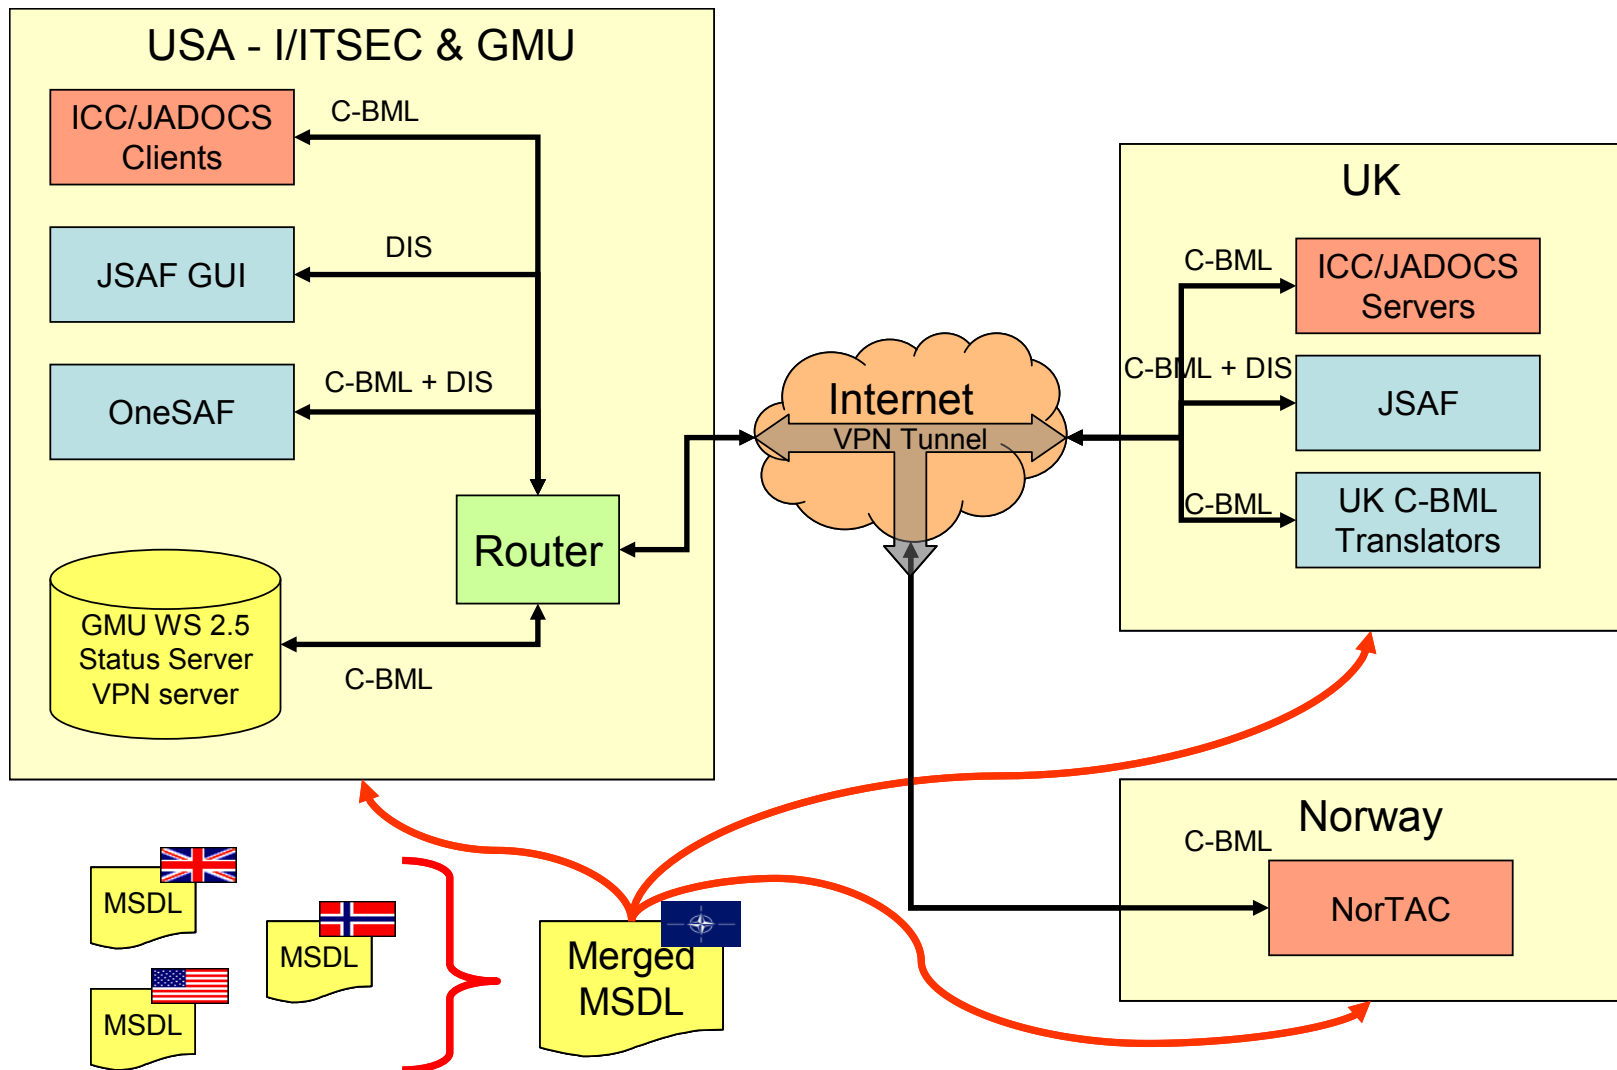 USA - I/ITSEC & GMU
ICC/JADOCS
Clients
C-BML
JSAF GUI
DIS
OneSAF
C-BML + DIS
Router
GMU WS 2.5
Status Server
VPN server
C-BML
Internet
VPN Tunnel
UK
C-BML
ICC/JADOCS
Servers
C-BML + DIS
JSAF
C-BML
UK C-BML
Translators
Norway
C-BML
NorTAC
MSDL
MSDL
MSDL
Merged
MSDL